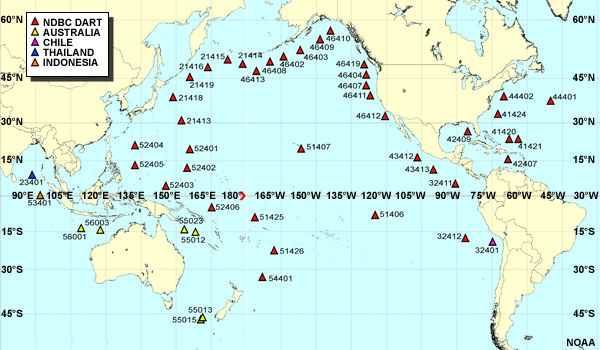 60°N
60°N
NDBC DART
AUSTRALIA
CHILE
THAILAND
INDONESIA
46410
46409
21415
21414
46403
21416
46402
46419
46408
45°N
46413
46404
45°N
21419
46407
21418
46411
44402
44401
46412
41424
30°N
21413
30°N
42409
41420
52404
52401
51407
41421
15°N
43412
15°N
52405
52402
43413
42407
23401
52403
32411
90°E
105°E
120°E
135°E
150°E
165°E
180°
165°W
150°W
135°W
120°W
105°W
90°W
75°W
60°W
45°W
53401
52406
51425
51406
56003
55023
15°S
56001
55012
32412
15°S
51426
32401
30°S
54401
30°S
55013
45°S
55015
45°S
NOAA